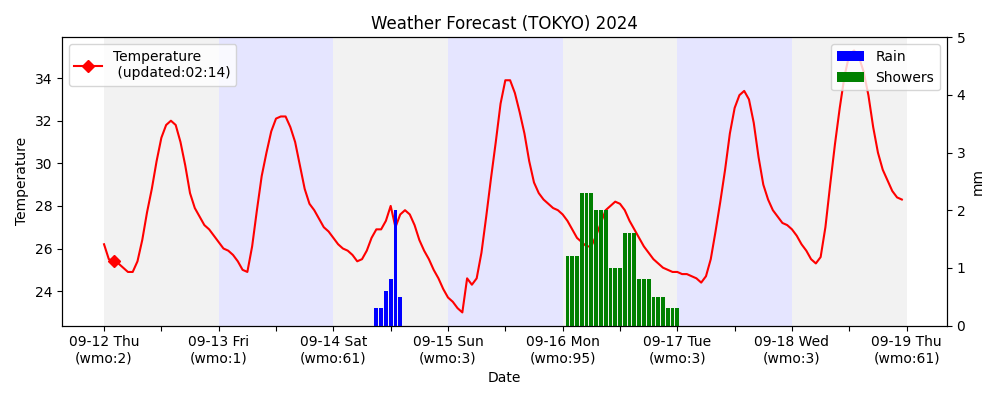 Weather Forecast (TOKYO) 2024
Temperature
(updated:02:14)
Rain
Showers
Temperature
34
32
30
28
26
24
5
4
3
2
1
0
mm
09-12 Thu
(wmo:2)
09-13 Fri
(wmo:1)
09-14 Sat
(wmo:61)
09-15 Sun
(wmo:3)
09-16 Mon
(wmo:95)
09-17 Tue
(wmo:3)
09-18 Wed
(wmo:3)
09-19 Thu
(wmo:61)
Date